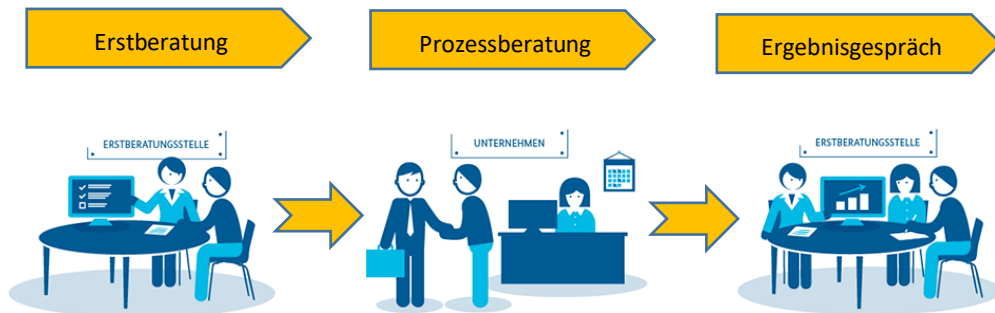 Erstberatung
Prozessberatung
Ergebnisgespräch
ERSTBERATUNGSSTELLE
UNTERNEHMEN
ERSTBERATUNGSSTELLE